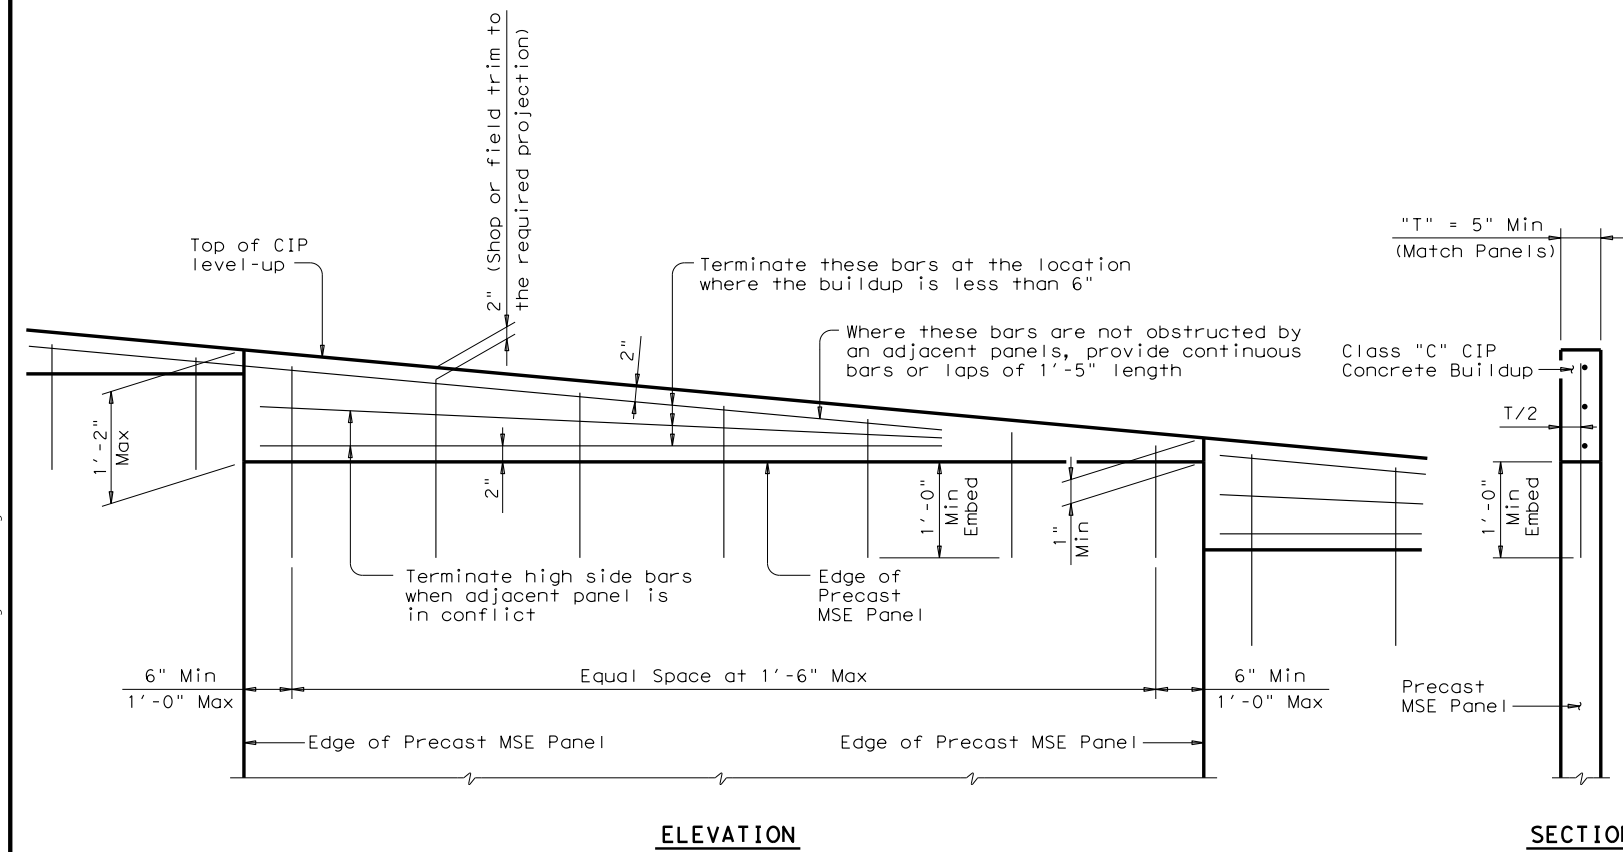 2" (Shop or field trim to
the required projection)
Top of CIP
level-up
Terminate these bars at the location
where the buildup is less than 6"
"T" = 5" Min
(Match Panels)
2"
Where these bars are not obstructed by
an adjacent panels, provide continuous
bars or laps of 1'-5" length
Class "C" CIP
Concrete Buildup
T/2
1'-2"
Max
2"
1'-0"
Min
Embed
1"
Min
1'-0"
Min
Embed
Terminate high side bars
when adjacent panel is
in conflict
Edge of
Precast
MSE Panel
6" Min
1'-0" Max
Equal Space at 1'-6" Max
6" Min
1'-0" Max
Precast
MSE Panel
Edge of Precast MSE Panel
Edge of Precast MSE Panel
ELEVATION